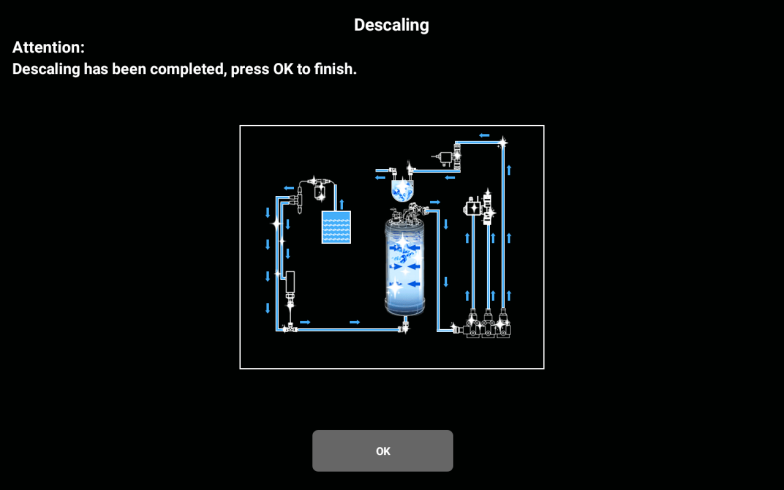 Descaling
Attention:
Descaling has been completed, press OK to finish.
OK